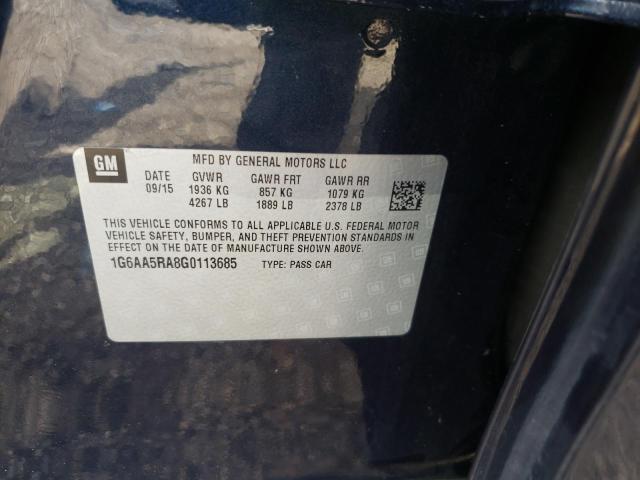 GM
MFD BY GENERAL MOTORS LLC
DATE GVWR GAWR FRT GAWR RR
09/15 1936 KG 857 KG 1079 KG
4267 LB 1889 LB 2378 LB
THIS VEHICLE CONFORMS TO ALL APPLICABLE U.S. FEDERAL MOTOR
VEHICLE SAFETY, BUMPER, AND THEFT PREVENTION STANDARDS IN
EFFECT ON THE DATE OF MANUFACTURE SHOWN ABOVE.
1G6AA5RA8G0113685 TYPE: PASS CAR